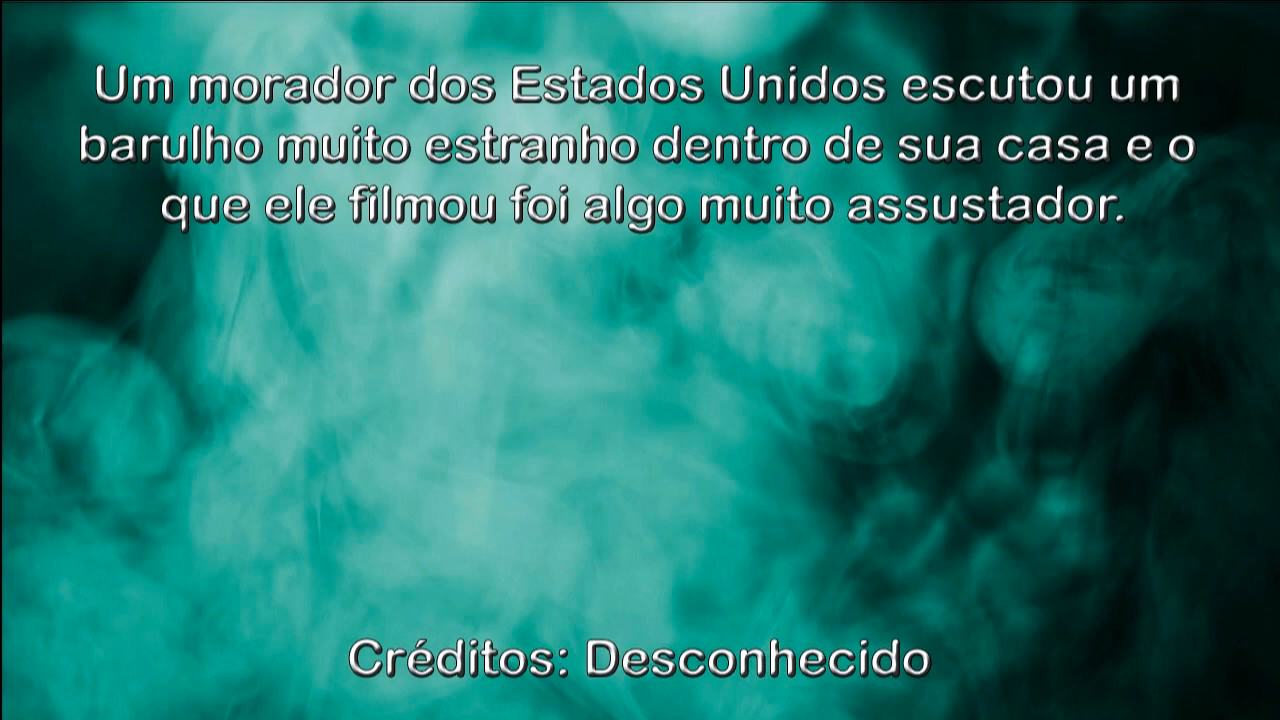 Um morador dos Estados Unidos escutou um
barulho muito estranho dentro de sua casa e o
que ele filmou foi algo muito assustador.
Créditos: Desconhecido